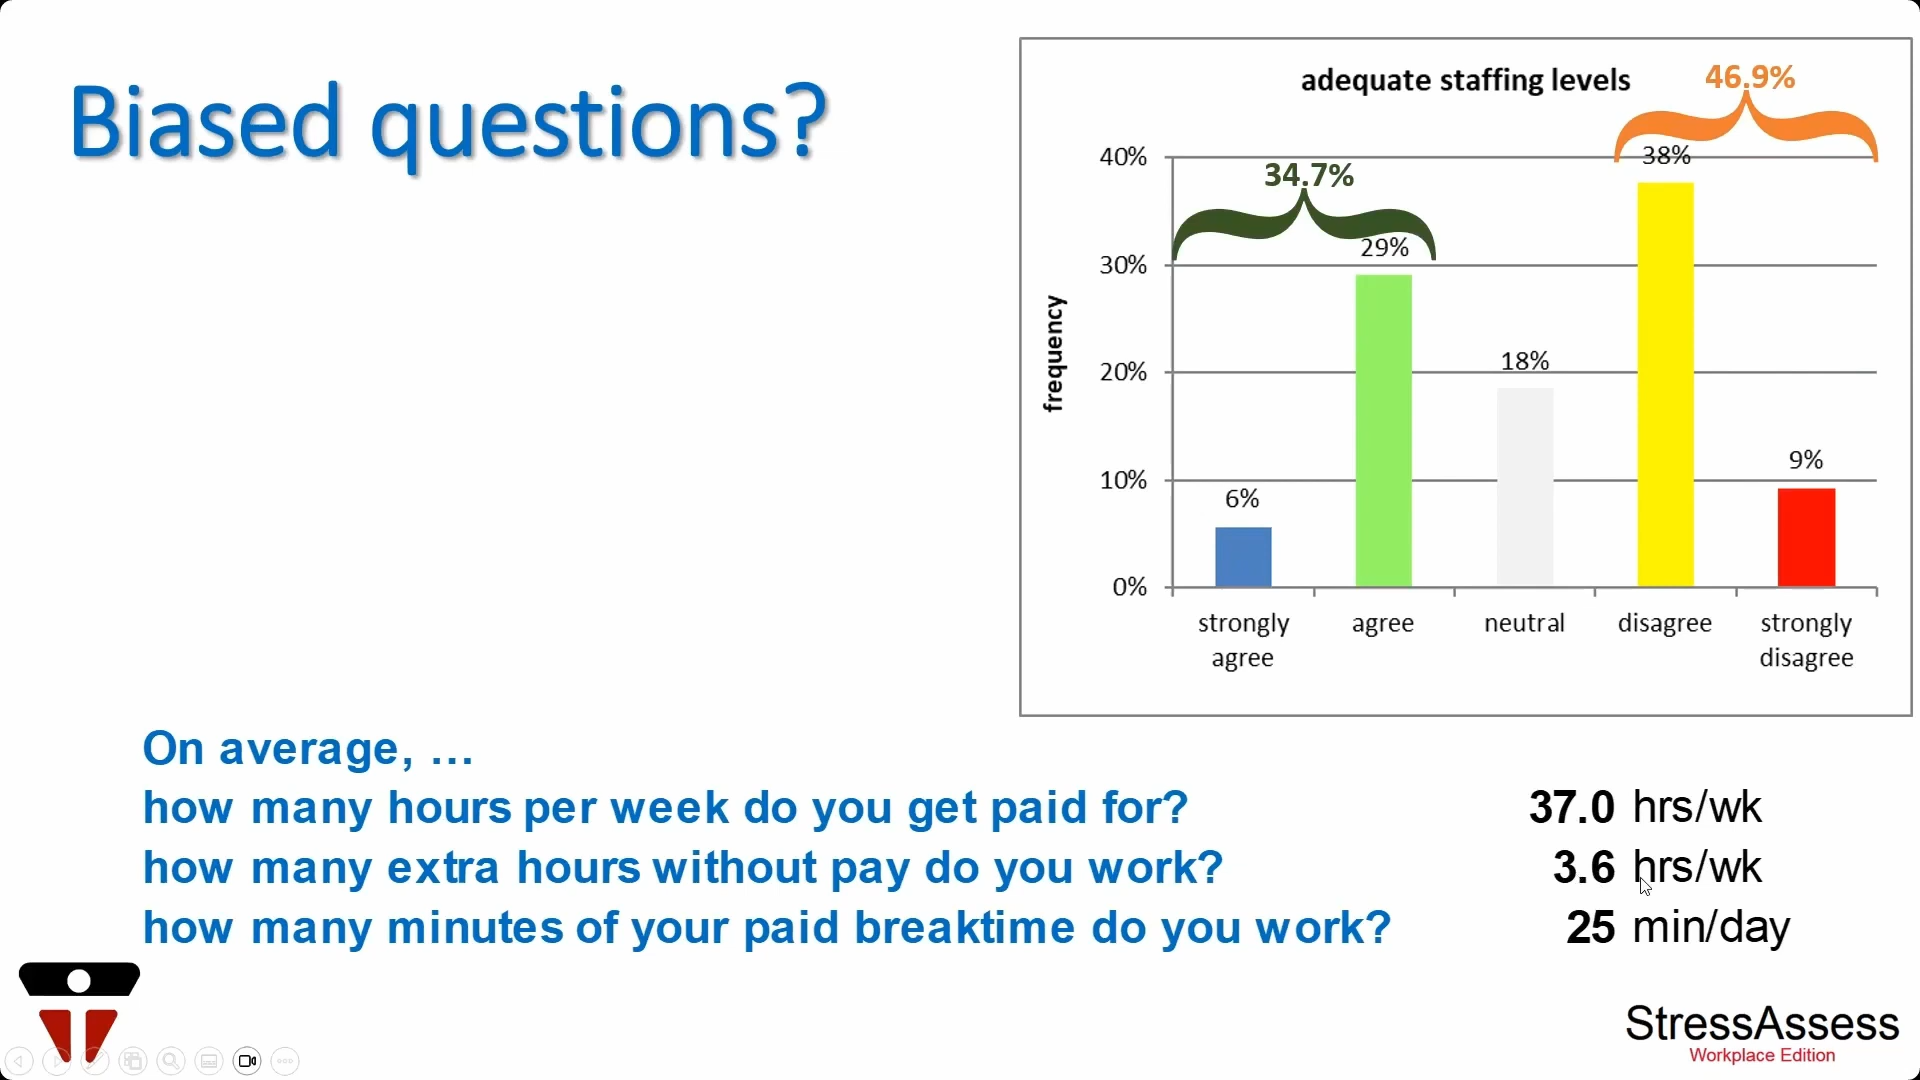 Biased questions?
adequate staffing levels
46.9%
34.7%
frequency
40%
30%
20%
10%
0%
6%
29%
18%
38%
9%
strongly agree
agree
neutral
disagree
strongly disagree
On average, …
how many hours per week do you get paid for? 37.0 hrs/wk
how many extra hours without pay do you work? 3.6 hrs/wk
how many minutes of your paid breaktime do you work? 25 min/day
StressAssess
Workplace Edition